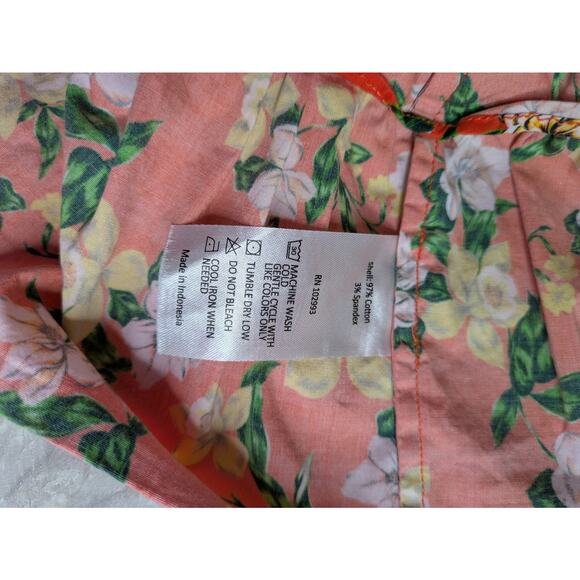 Shell: 97% Cotton
3% Spandex
RN 102993
30
MACHINE WASH
COLD
GENTLE CYCLE WITH
LIKE COLORS ONLY
TUMBLE DRY LOW
DO NOT BLEACH
COOL IRON WHEN
NEEDED
Made in Indonesia